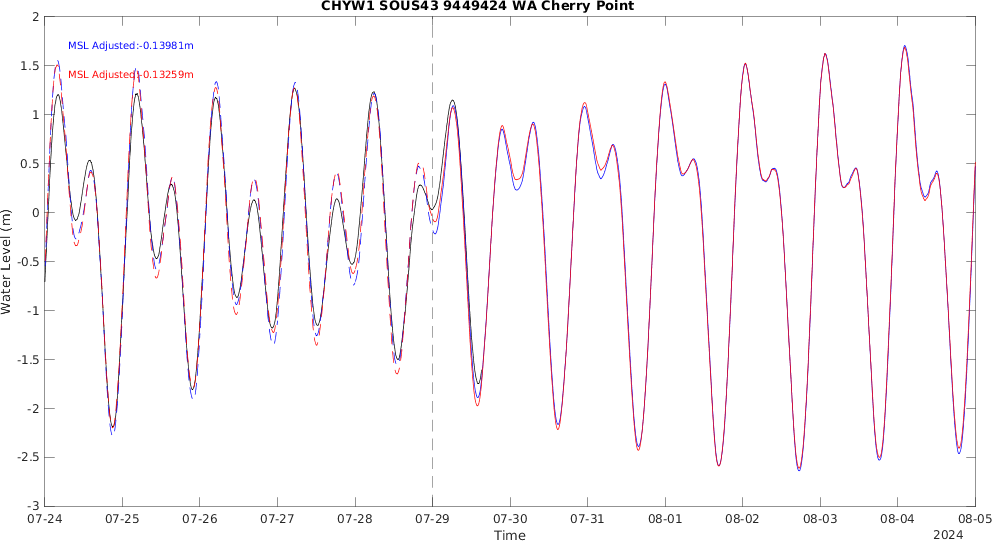 CHYW1 SOUS43 9449424 WA Cherry Point
MSL Adjusted:-0.13981m
MSL Adjusted:-0.13259m
Water Level (m)
2
1.5
1
0.5
0
-0.5
-1
-1.5
-2
-2.5
-3
07-24 07-25 07-26 07-27 07-28 07-29 07-30 07-31 08-01 08-02 08-03 08-04 08-05
Time
2024